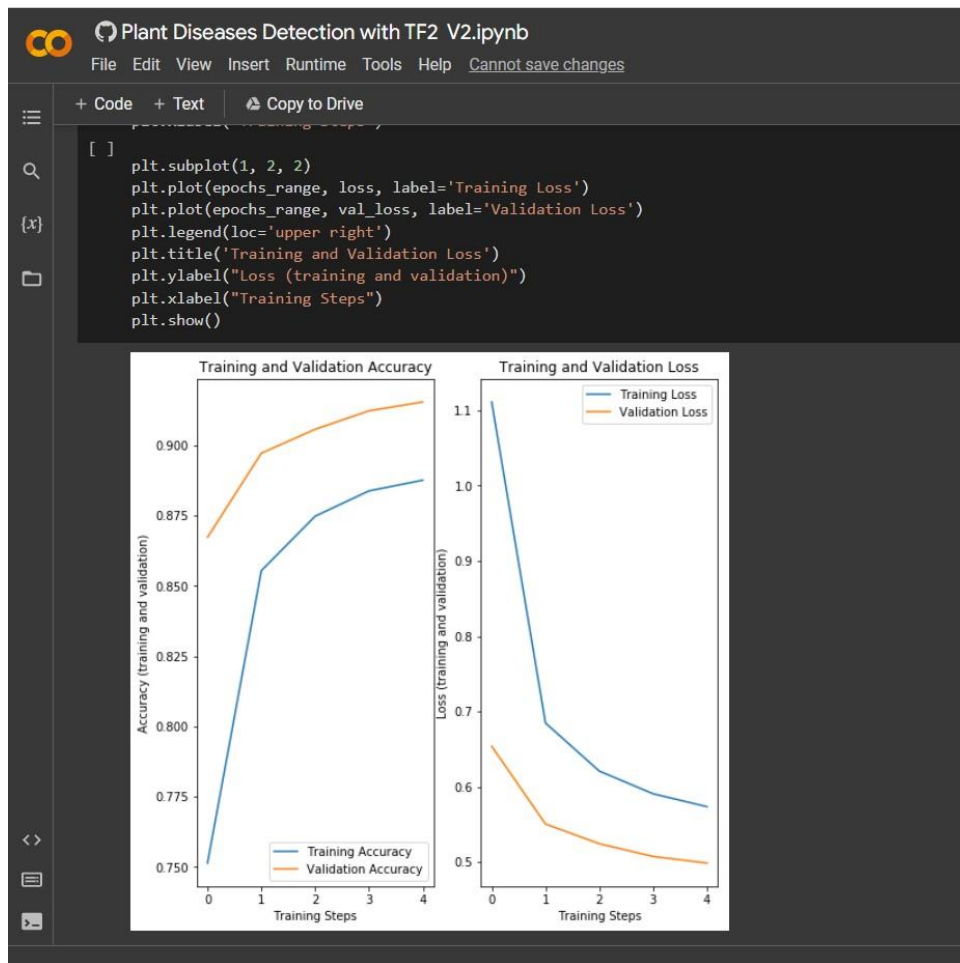 Plant Diseases Detection with TF2 V2.ipynb
File Edit View Insert Runtime Tools Help Cannot save changes
+ Code + Text Copy to Drive
[ ]
{x}
plt.subplot(1, 2, 2)
plt.plot(epochs_range, loss, label='Training Loss')
plt.plot(epochs_range, val_loss, label='Validation Loss')
plt.legend(loc='upper right')
plt.title('Training and Validation Loss')
plt.ylabel("Loss (training and validation)")
plt.xlabel("Training Steps")
plt.show()
Training and Validation Accuracy
Accuracy (training and validation)
0.900
0.875
0.850
0.825
0.800
0.775
0.750
Training Accuracy
Validation Accuracy
0 1 2 3 4
Training Steps
Training and Validation Loss
Loss (training and validation)
Training Loss
Validation Loss
1.1
1.0
0.9
0.8
0.7
0.6
0.5
0 1 2 3 4
Training Steps